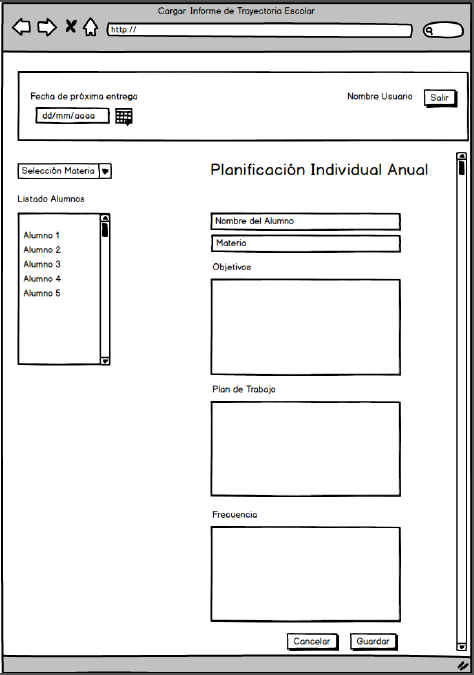 Cargar Informe de Trayectoria Escolar
http://
Fecha de próxima entrega
Nombre Usuario
Salir
dd/mm/aaaa
Selección Materia
Planificación Individual Anual
Listado Alumnos
Alumno 1
Alumno 2
Alumno 3
Alumno 4
Alumno 5
Nombre del Alumno
Materia
Objetivos
Plan de Trabajo
Frecuencia
Cancelar
Guardar